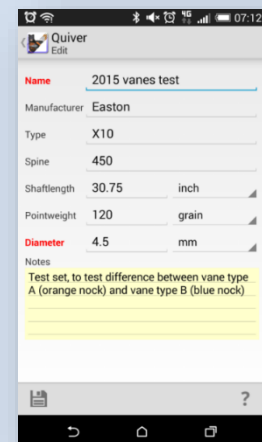 4G 07:12
Quiver
Edit
Name 2015 vanes test
Manufacturer Easton
Type X10
Spine 450
Shaftlength 30.75 inch
Pointweight 120 grain
Diameter 4.5 mm
Notes
Test set, to test difference between vane type
A (orange nock) and vane type B (blue nock)
?